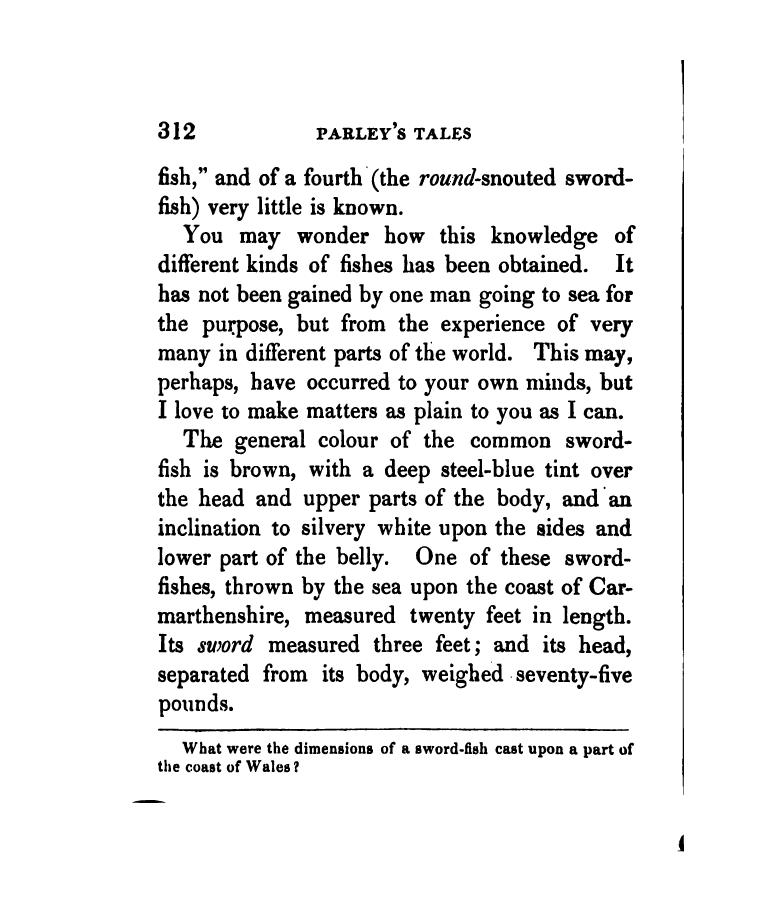 312 PARLEY'S TALES
fish,” and of a fourth (the round-snouted sword-
fish) very little is known.
You may wonder how this knowledge of
different kinds of fishes has been obtained. It
has not been gained by one man going to sea for
the purpose, but from the experience of very
many in different parts of the world. This may,
perhaps, have occurred to your own minds, but
I love to make matters as plain to you as I can.
The general colour of the common sword-
fish is brown, with a deep steel-blue tint over
the head and upper parts of the body, and an
inclination to silvery white upon the sides and
lower part of the belly. One of these sword-
fishes, thrown by the sea upon the coast of Car-
marthenshire, measured twenty feet in length.
Its sword measured three feet; and its head,
separated from its body, weighed seventy-five
pounds.
What were the dimensions of a sword-fish cast upon a part of
the coast of Wales?